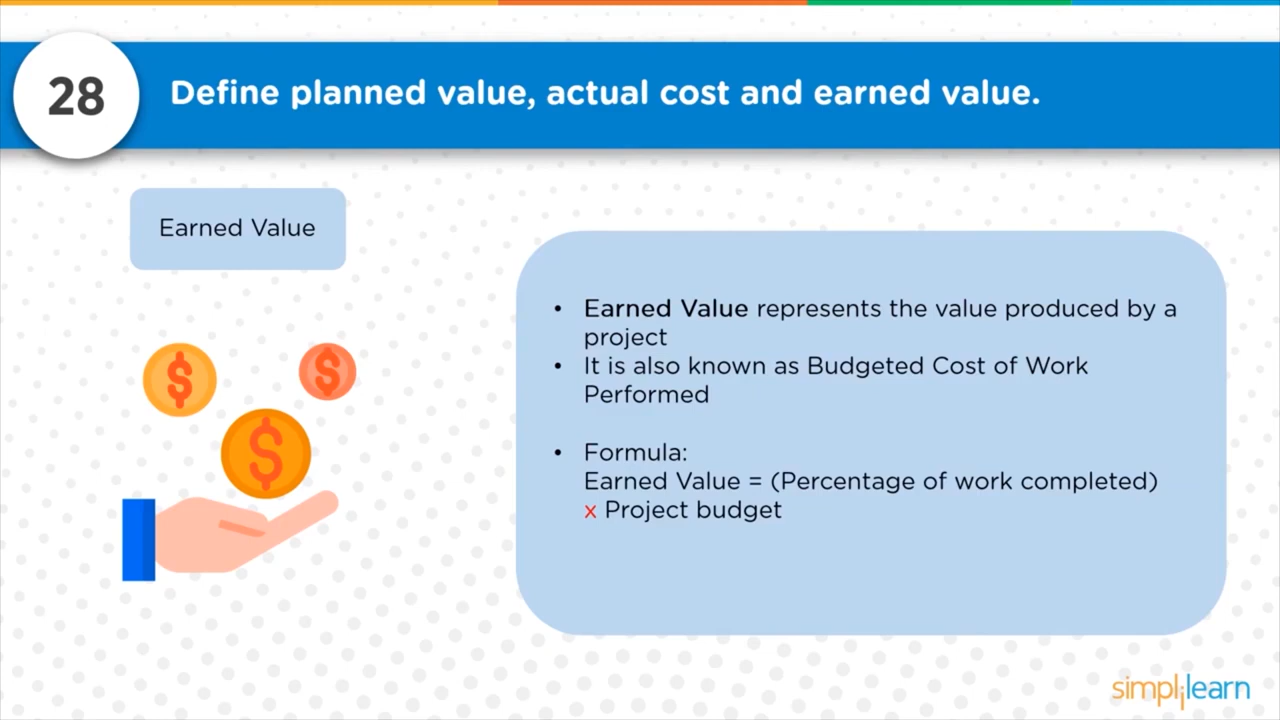 28
Define planned value, actual cost and earned value.
Earned Value
• Earned Value represents the value produced by a
project
• It is also known as Budgeted Cost of Work
Performed
• Formula:
Earned Value = (Percentage of work completed)
x Project budget
$
$
$
simplilearn